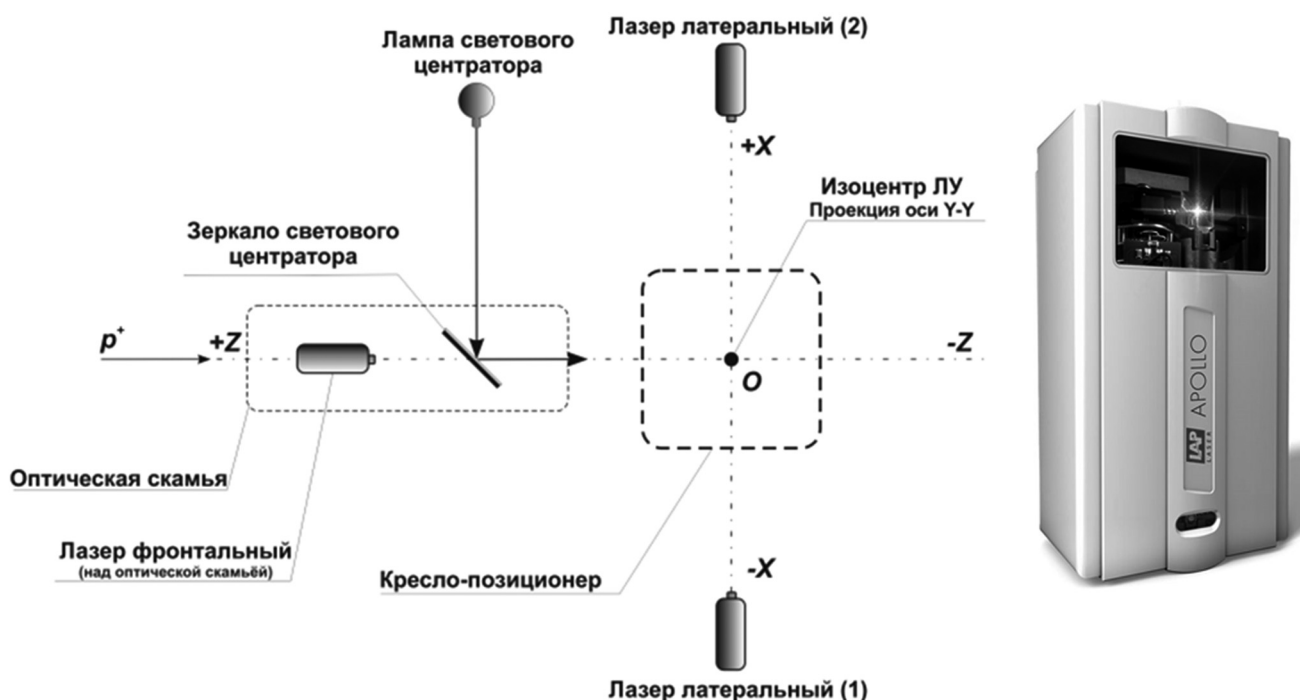 Лазер латеральный (2)
Лампа светового
центратора
+X
Изоцентр ЛУ
Проекция оси Y-Y
Зеркало светового
центратора
p⁺
+Z
-Z
O
Оптическая скамья
Лазер фронтальный
(над оптической скамьёй)
Кресло-позиционер
-X
Лазер латеральный (1)
LAP
LASER
APOLLO